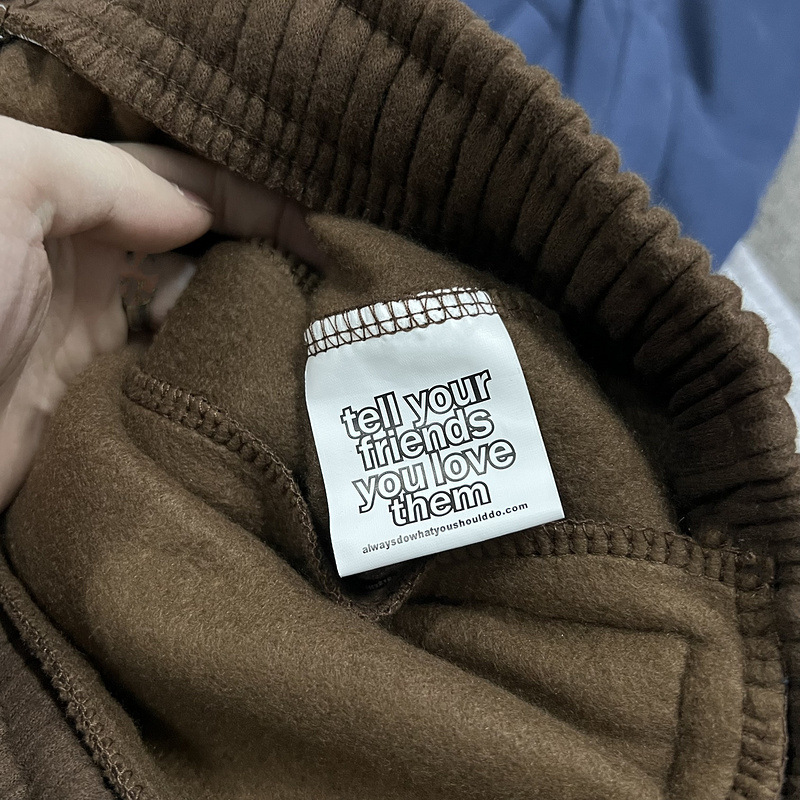 tell your
friends
you love
them
alwaysdowhatyoushoulddo.com